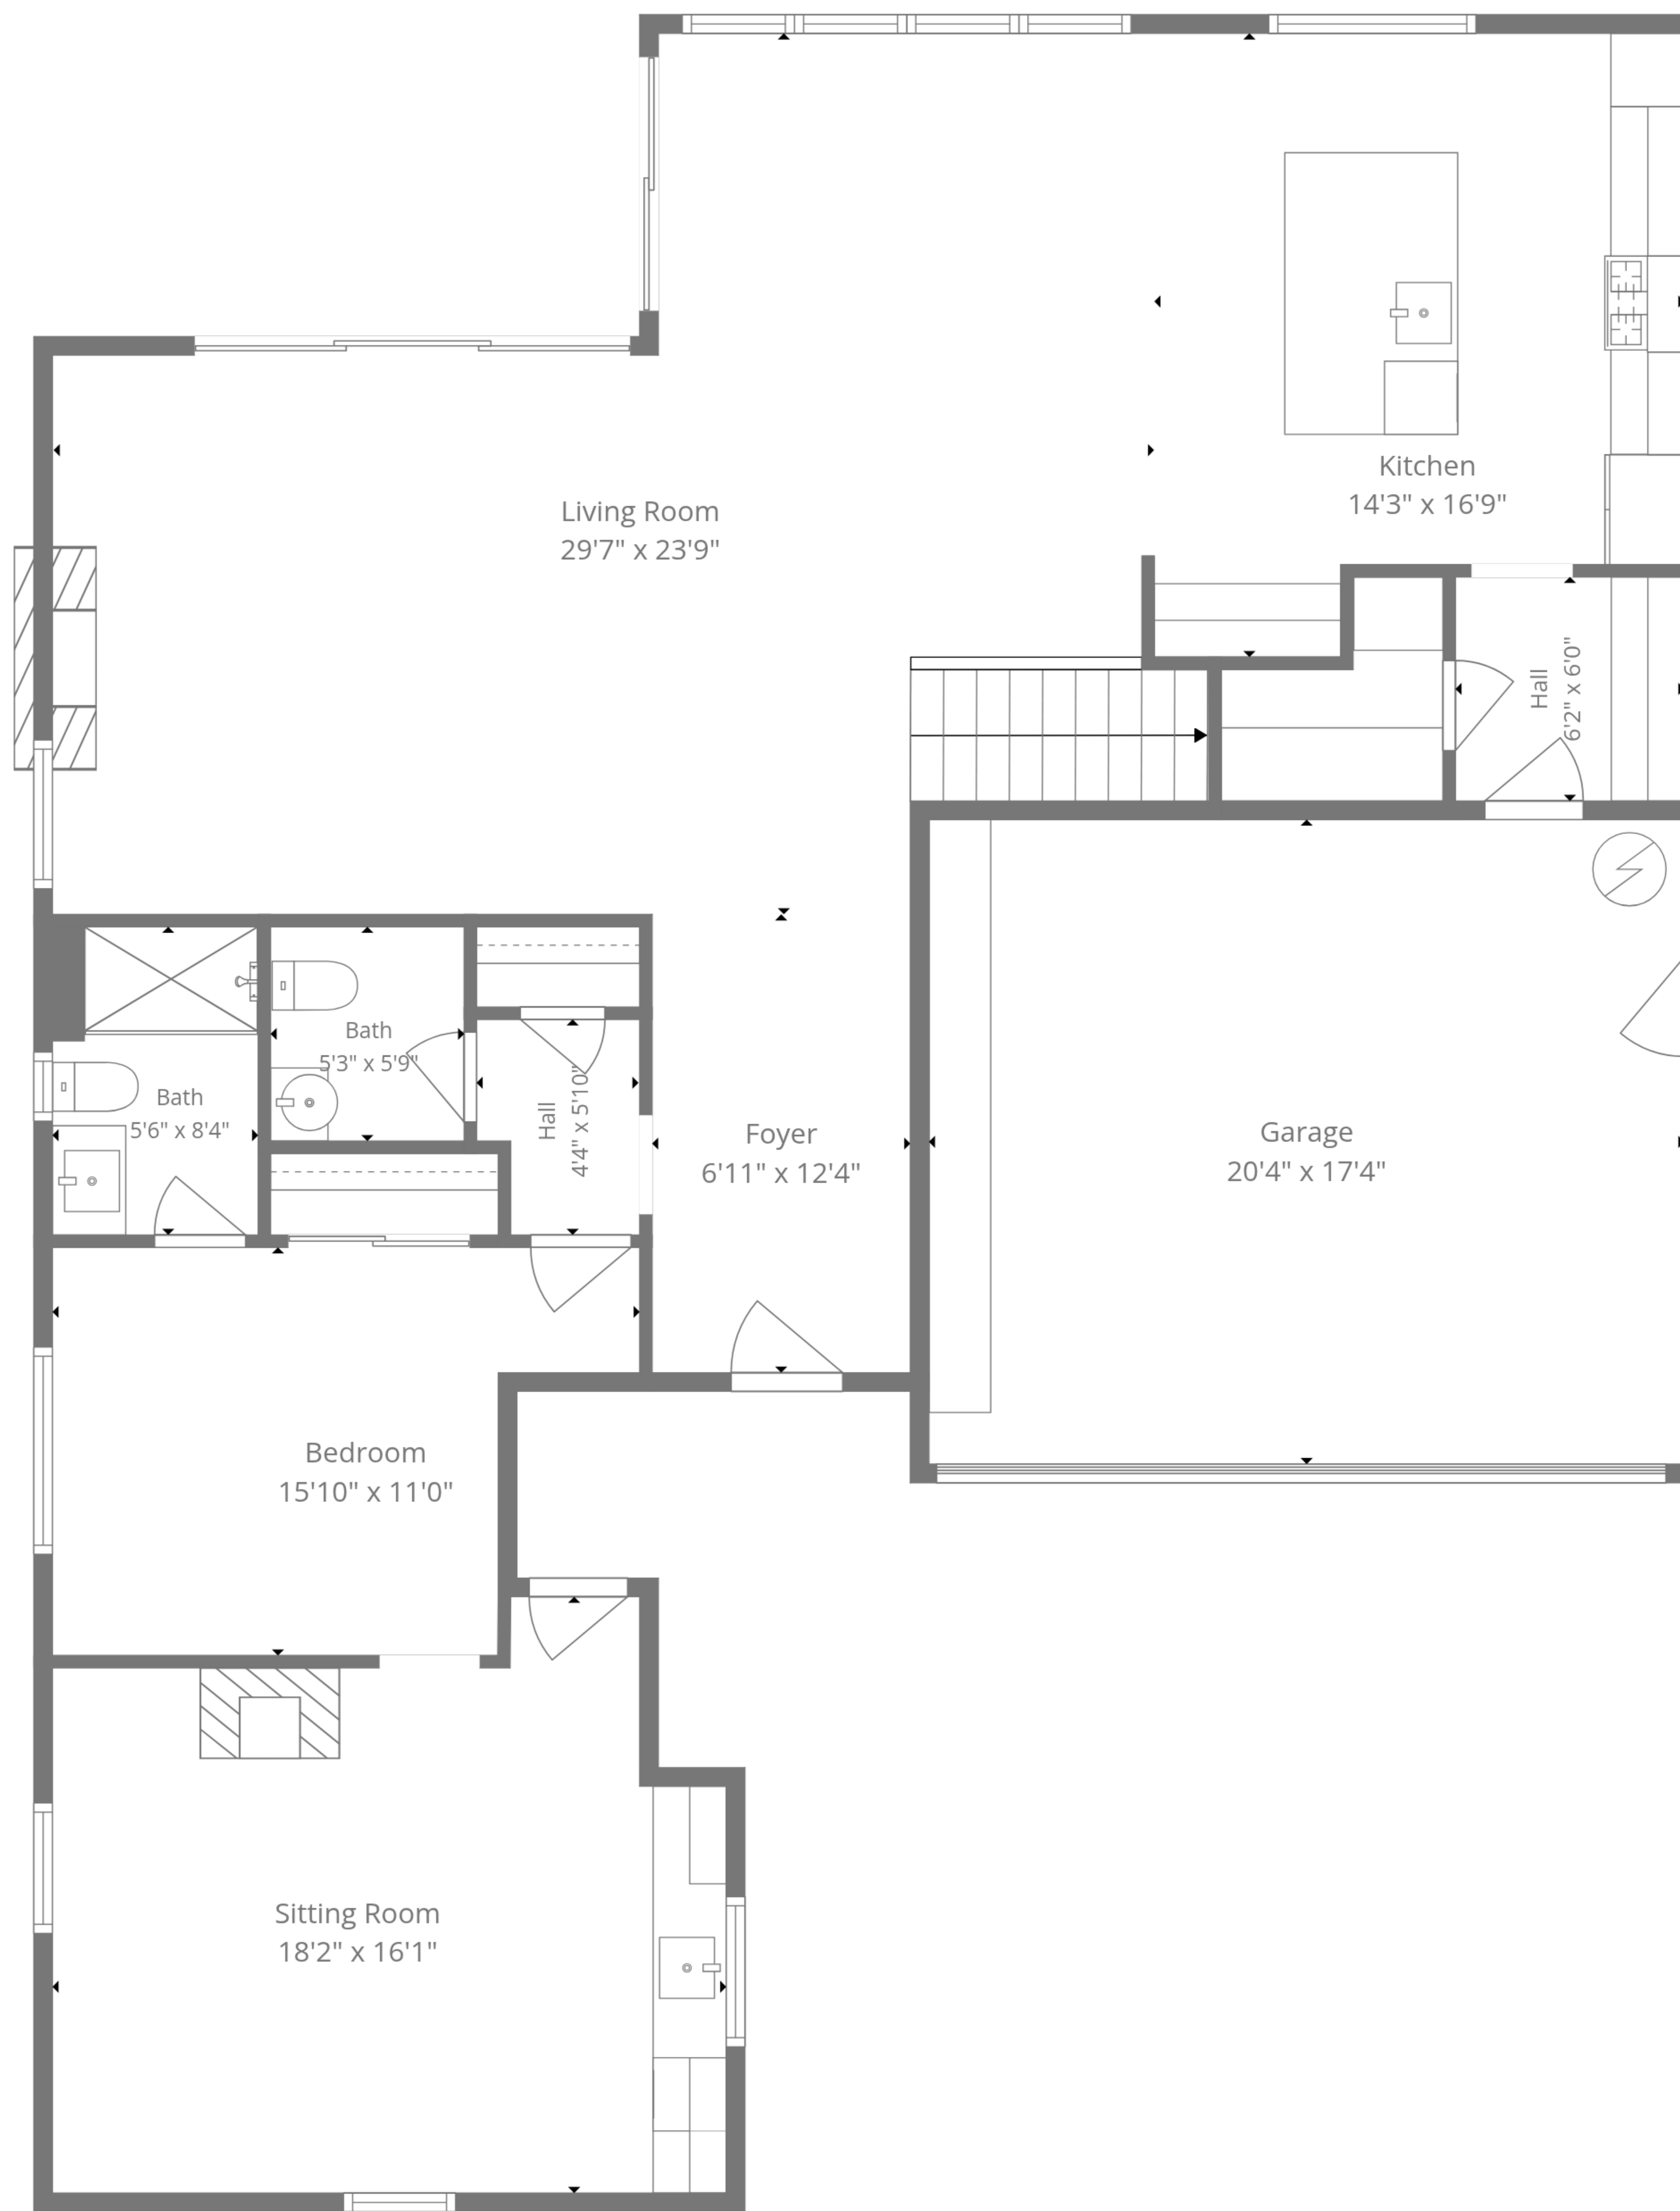 Living Room
29'7" x 23'9"
Kitchen
14'3" x 16'9"
Hall
6'2" x 6'0"
Bath
5'3" x 5'9"
Bath
5'6" x 8'4"
Hall
4'4" x 5'10"
Foyer
6'11" x 12'4"
Garage
20'4" x 17'4"
Bedroom
15'10" x 11'0"
Sitting Room
18'2" x 16'1"